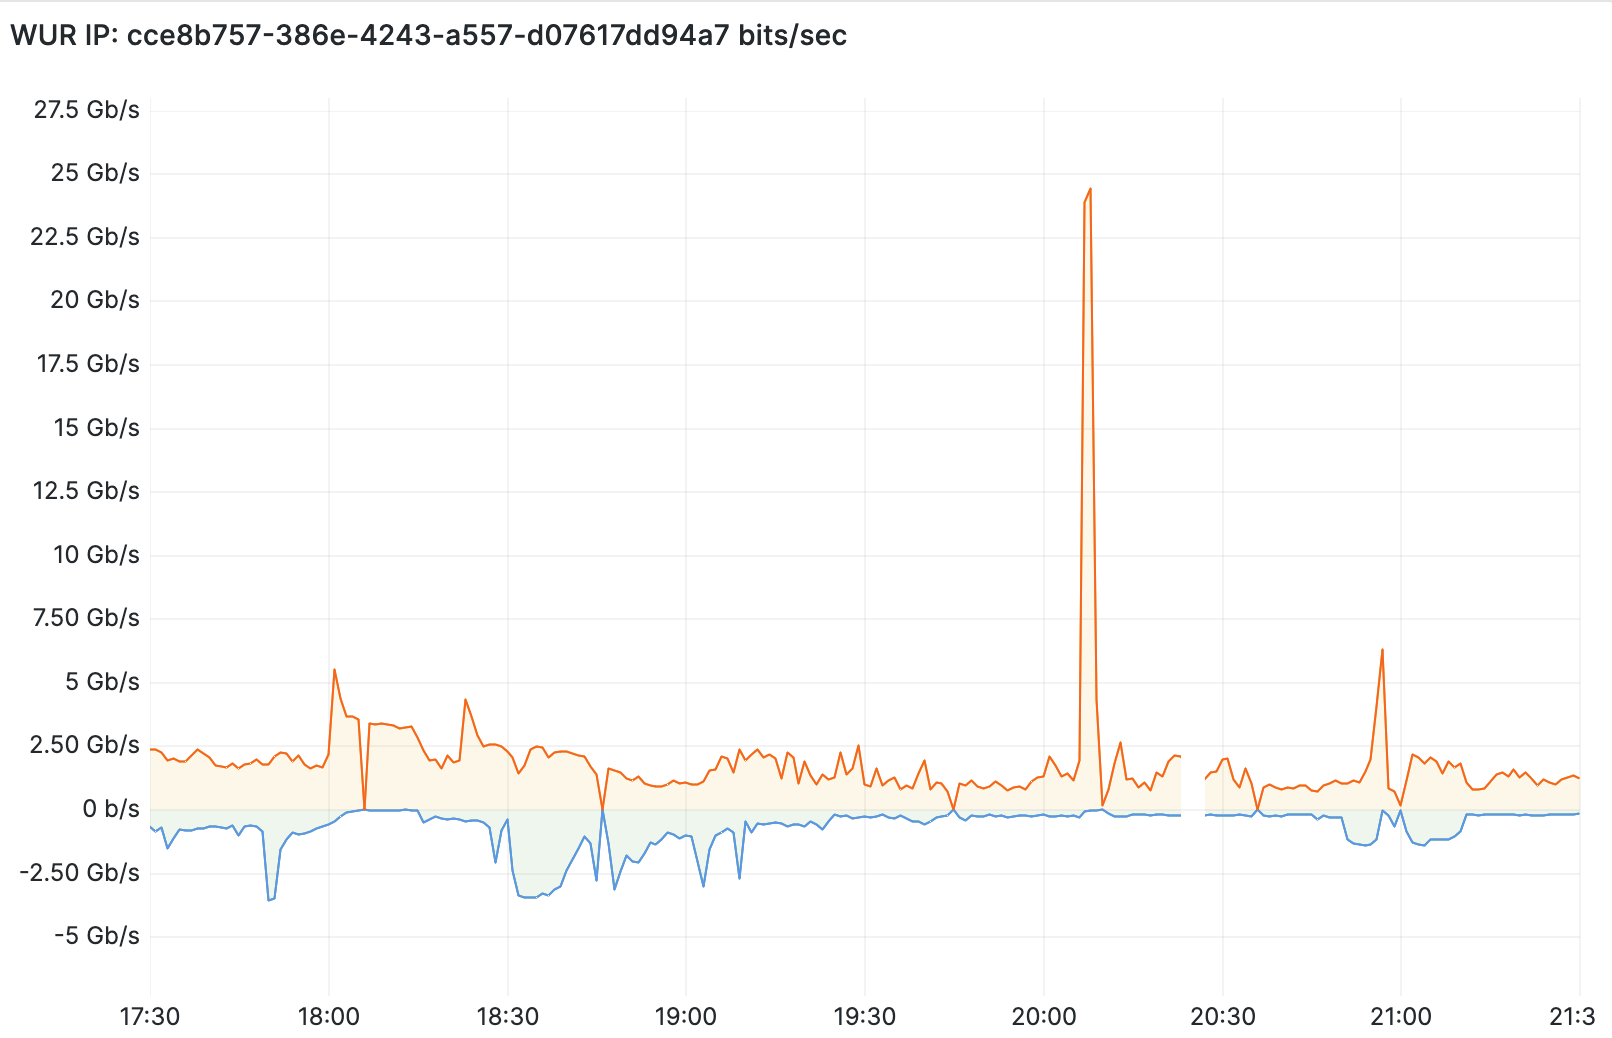 WUR IP: cce8b757-386e-4243-a557-d07617dd94a7 bits/sec
27.5 Gb/s
25 Gb/s
22.5 Gb/s
20 Gb/s
17.5 Gb/s
15 Gb/s
12.5 Gb/s
10 Gb/s
7.50 Gb/s
5 Gb/s
2.50 Gb/s
0 b/s
-2.50 Gb/s
-5 Gb/s
17:30 18:00 18:30 19:00 19:30 20:00 20:30 21:00 21:3